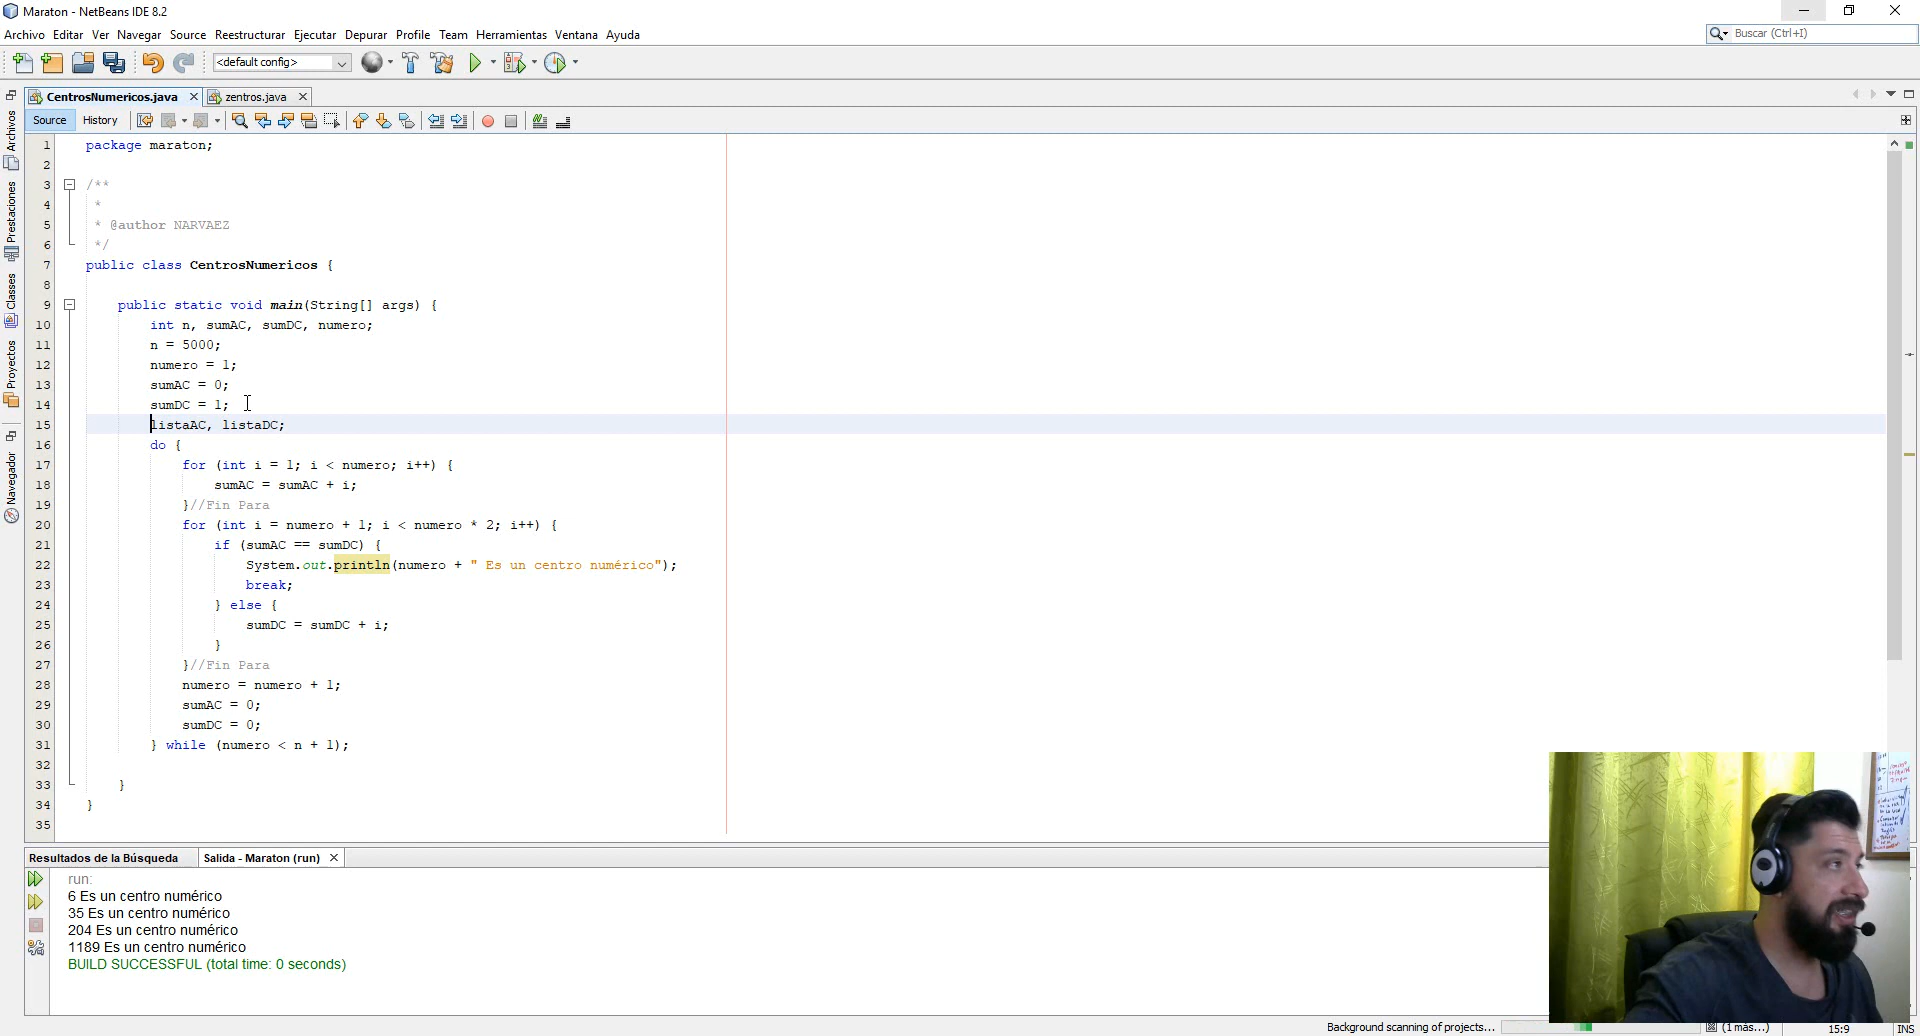 Maraton - NetBeans IDE 8.2
Archivo Editar Ver Navegar Source Reestructurar Ejecutar Depurar Profile Team Herramientas Ventana Ayuda
Buscar (Ctrl+I)
<default config>
CentrosNumericos.java
zentros.java
Source
History
Archivos
Prestaciones
Classes
Proyectos
Navegador
1 package maraton;
2
3 /**
4 *
5 * @author NARVAEZ
6 */
7 public class CentrosNumericos {
8
9 public static void main(String[] args) {
10 int n, sumAC, sumDC, numero;
11 n = 5000;
12 numero = 1;
13 sumAC = 0;
14 sumDC = 1;
15 listaAC, listaDC;
16 do {
17 for (int i = 1; i < numero; i++) {
18 sumAC = sumAC + i;
19 }//Fin Para
20 for (int i = numero + 1; i < numero * 2; i++) {
21 if (sumAC == sumDC) {
22 System.out.println(numero + " Es un centro numérico");
23 break;
24 } else {
25 sumDC = sumDC + i;
26 }
27 }//Fin Para
28 numero = numero + 1;
29 sumAC = 0;
30 sumDC = 0;
31 } while (numero < n + 1);
32
33 }
34 }
35
Resultados de la Búsqueda
Salida - Maraton (run)
run:
6 Es un centro numérico
35 Es un centro numérico
204 Es un centro numérico
1189 Es un centro numérico
BUILD SUCCESSFUL (total time: 0 seconds)
Background scanning of projects...
(1 más...)
15:9
INS